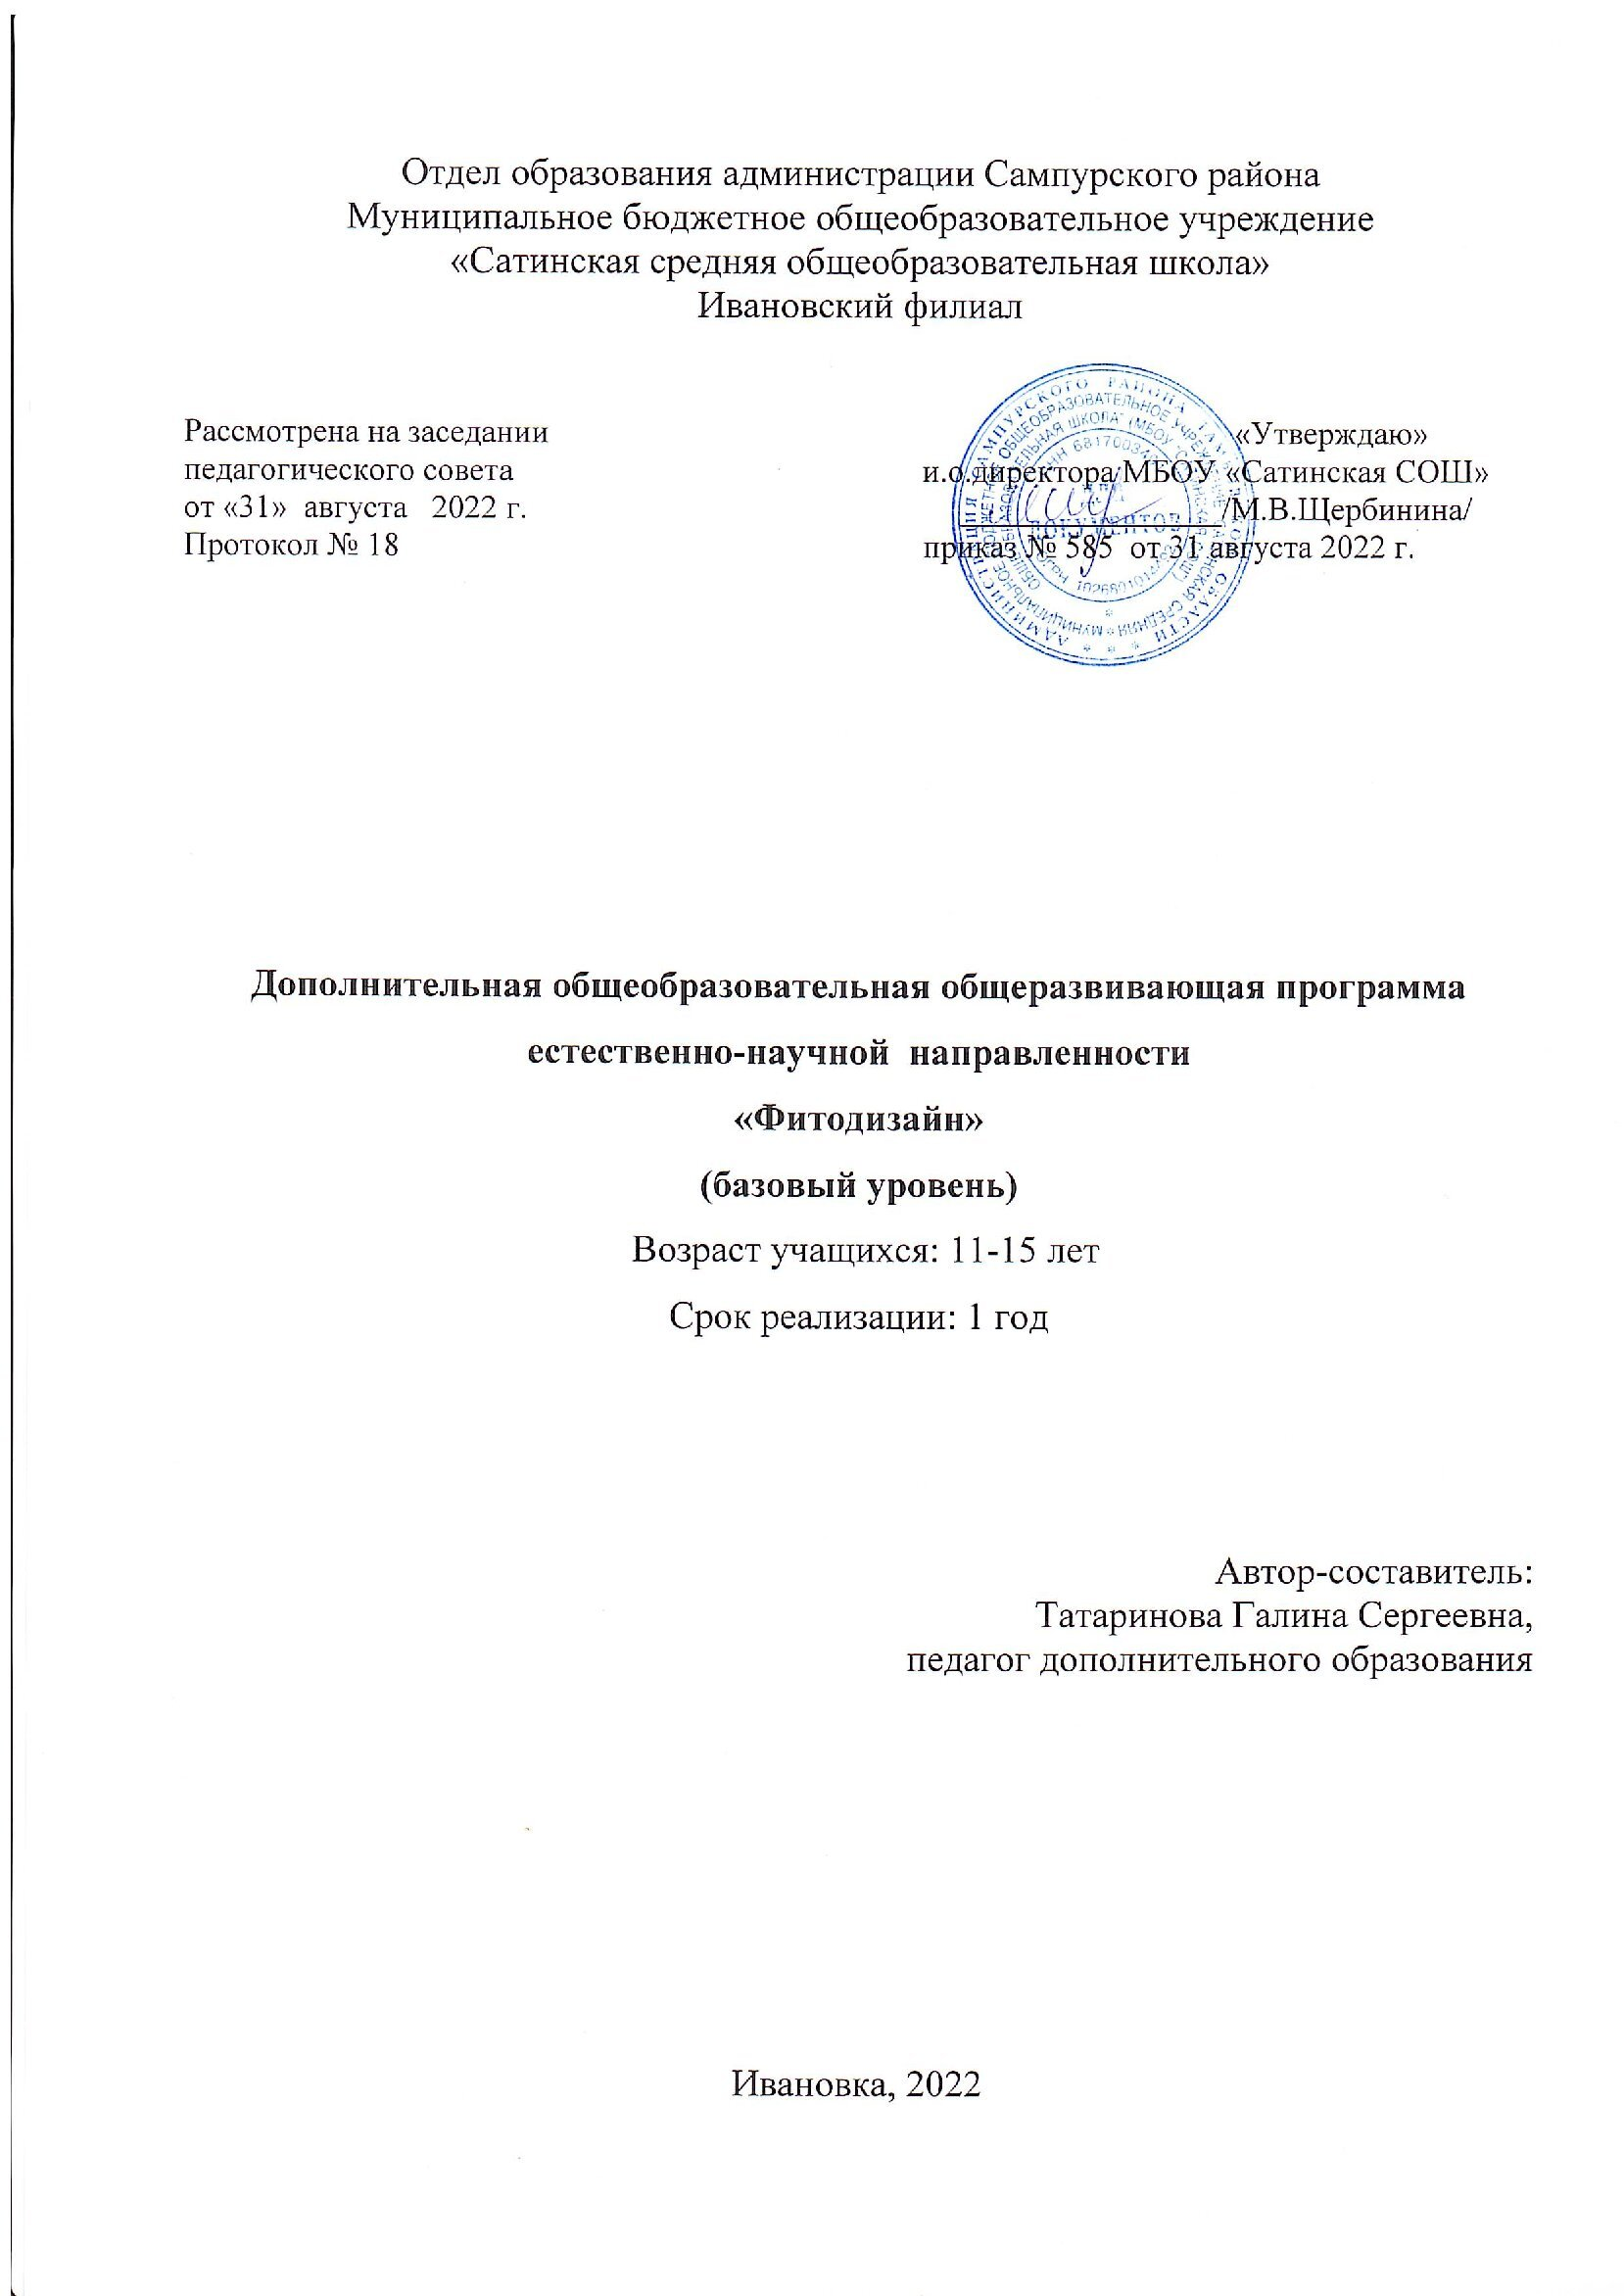 Отдел образования администрации Сампурского района
Муниципальное бюджетное общеобразовательное учреждение
«Сатинская средняя общеобразовательная школа»
Ивановский филиал
Рассмотрена на заседании
педагогического совета
от «31» августа 2022 г.
Протокол № 18
«Утверждаю»
и.о.директора МБОУ «Сатинская СОШ»
/М.В.Щербинина/
приказ № 585 от 31 августа 2022 г.
Дополнительная общеобразовательная общеразвивающая программа
естественно-научной направленности
«Фитодизайн»
(базовый уровень)
Возраст учащихся: 11-15 лет
Срок реализации: 1 год
Автор-составитель:
Татаринова Галина Сергеевна,
педагог дополнительного образования
Ивановка, 2022